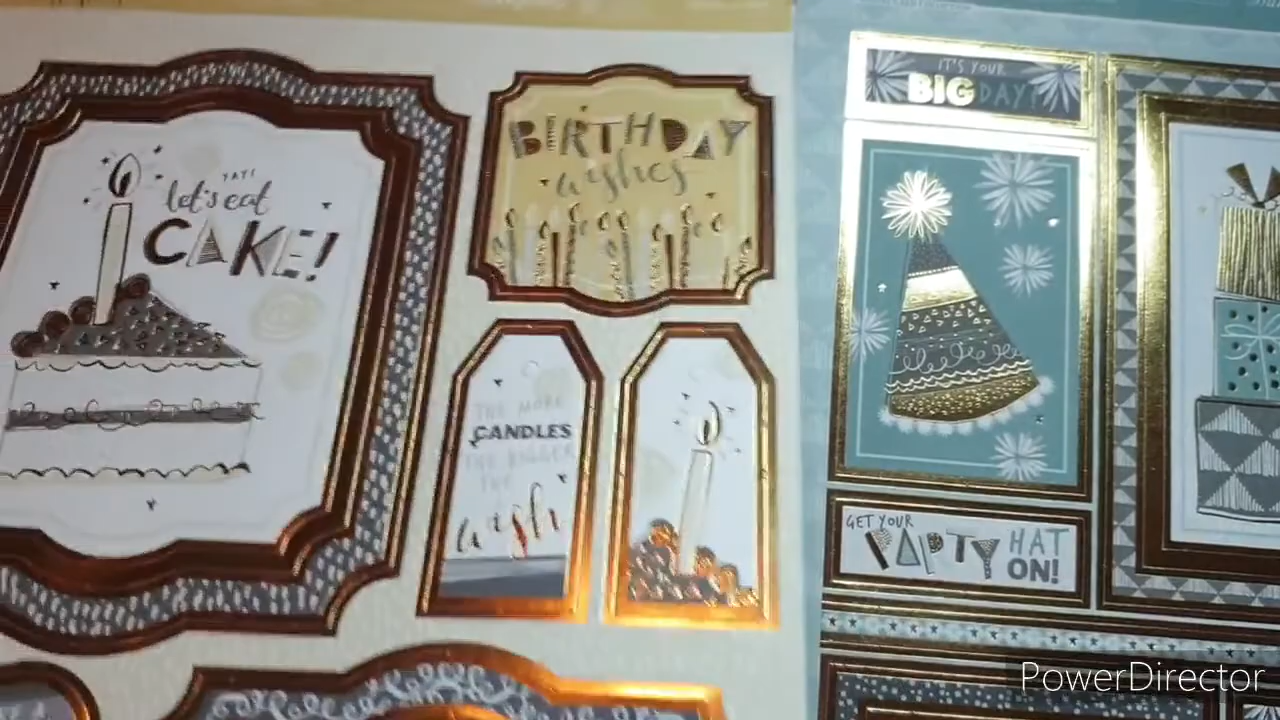 YAY!
let's eat
CAKE!
BIRTHDAY
wishes
THE MORE
CANDLES
THE BIGGER
THE
wish
IT'S YOUR
BIG DAY!
GET YOUR
PARTY HAT
ON!
PowerDirector